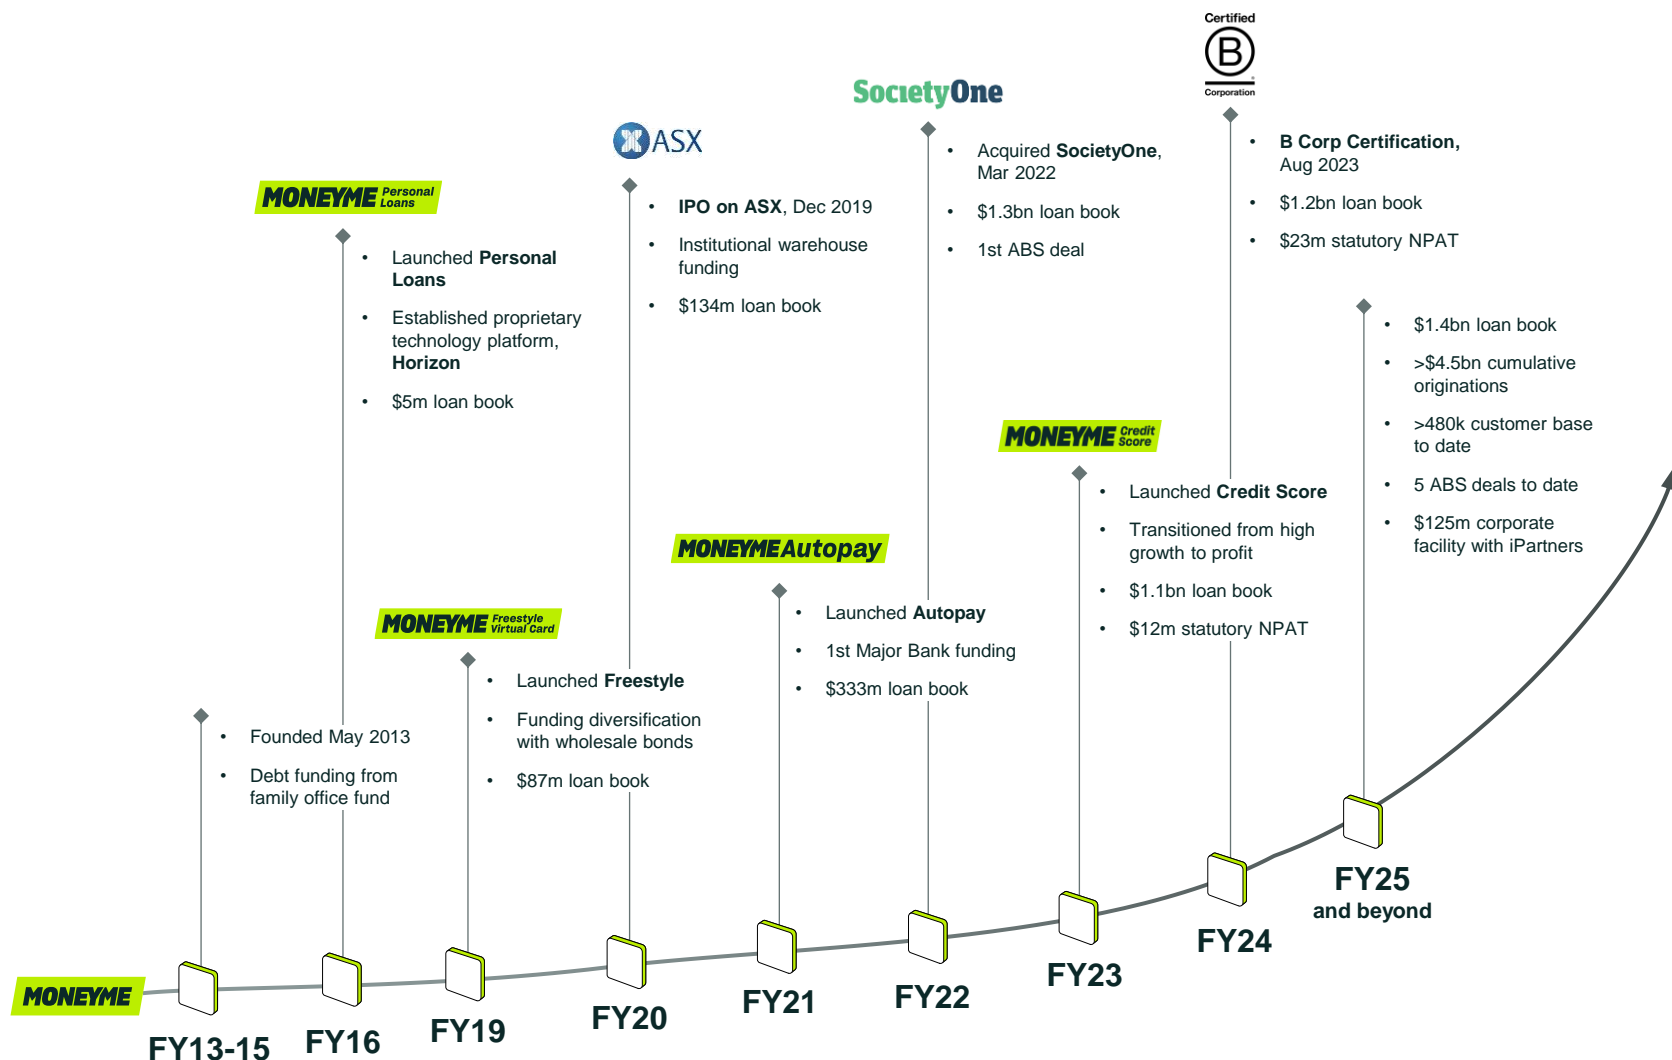 MONEYME
FY13-15
• Founded May 2013
• Debt funding from
family office fund
MONEYME Personal
Loans
FY16
• Launched Personal
Loans
• Established proprietary
technology platform,
Horizon
• $5m loan book
MONEYME Freestyle
Virtual Card
FY19
• Launched Freestyle
• Funding diversification
with wholesale bonds
• $87m loan book
ASX
FY20
• IPO on ASX, Dec 2019
• Institutional warehouse
funding
• $134m loan book
MONEYME Autopay
FY21
• Launched Autopay
• 1st Major Bank funding
• $333m loan book
SocietyOne
FY22
• Acquired SocietyOne,
Mar 2022
• $1.3bn loan book
• 1st ABS deal
MONEYME Credit
Score
FY23
• Launched Credit Score
• Transitioned from high
growth to profit
• $1.1bn loan book
• $12m statutory NPAT
Certified
B
Corporation
FY24
• B Corp Certification,
Aug 2023
• $1.2bn loan book
• $23m statutory NPAT
FY25
and beyond
• $1.4bn loan book
• >$4.5bn cumulative
originations
• >480k customer base
to date
• 5 ABS deals to date
• $125m corporate
facility with iPartners